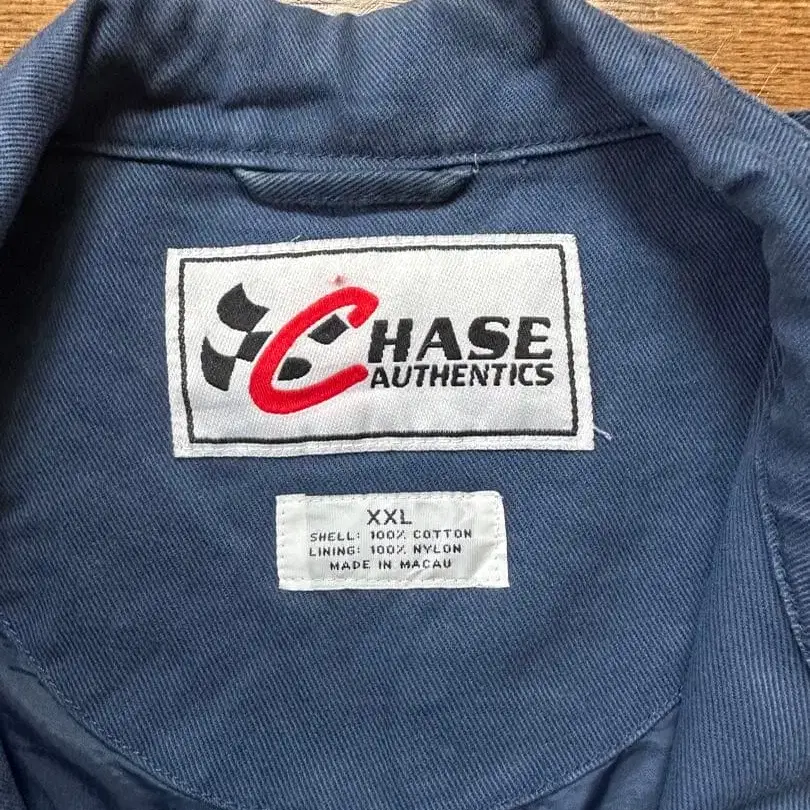 CHASE
AUTHENTICS
XXL
SHELL: 100% COTTON
LINING: 100% NYLON
MADE IN MACAU